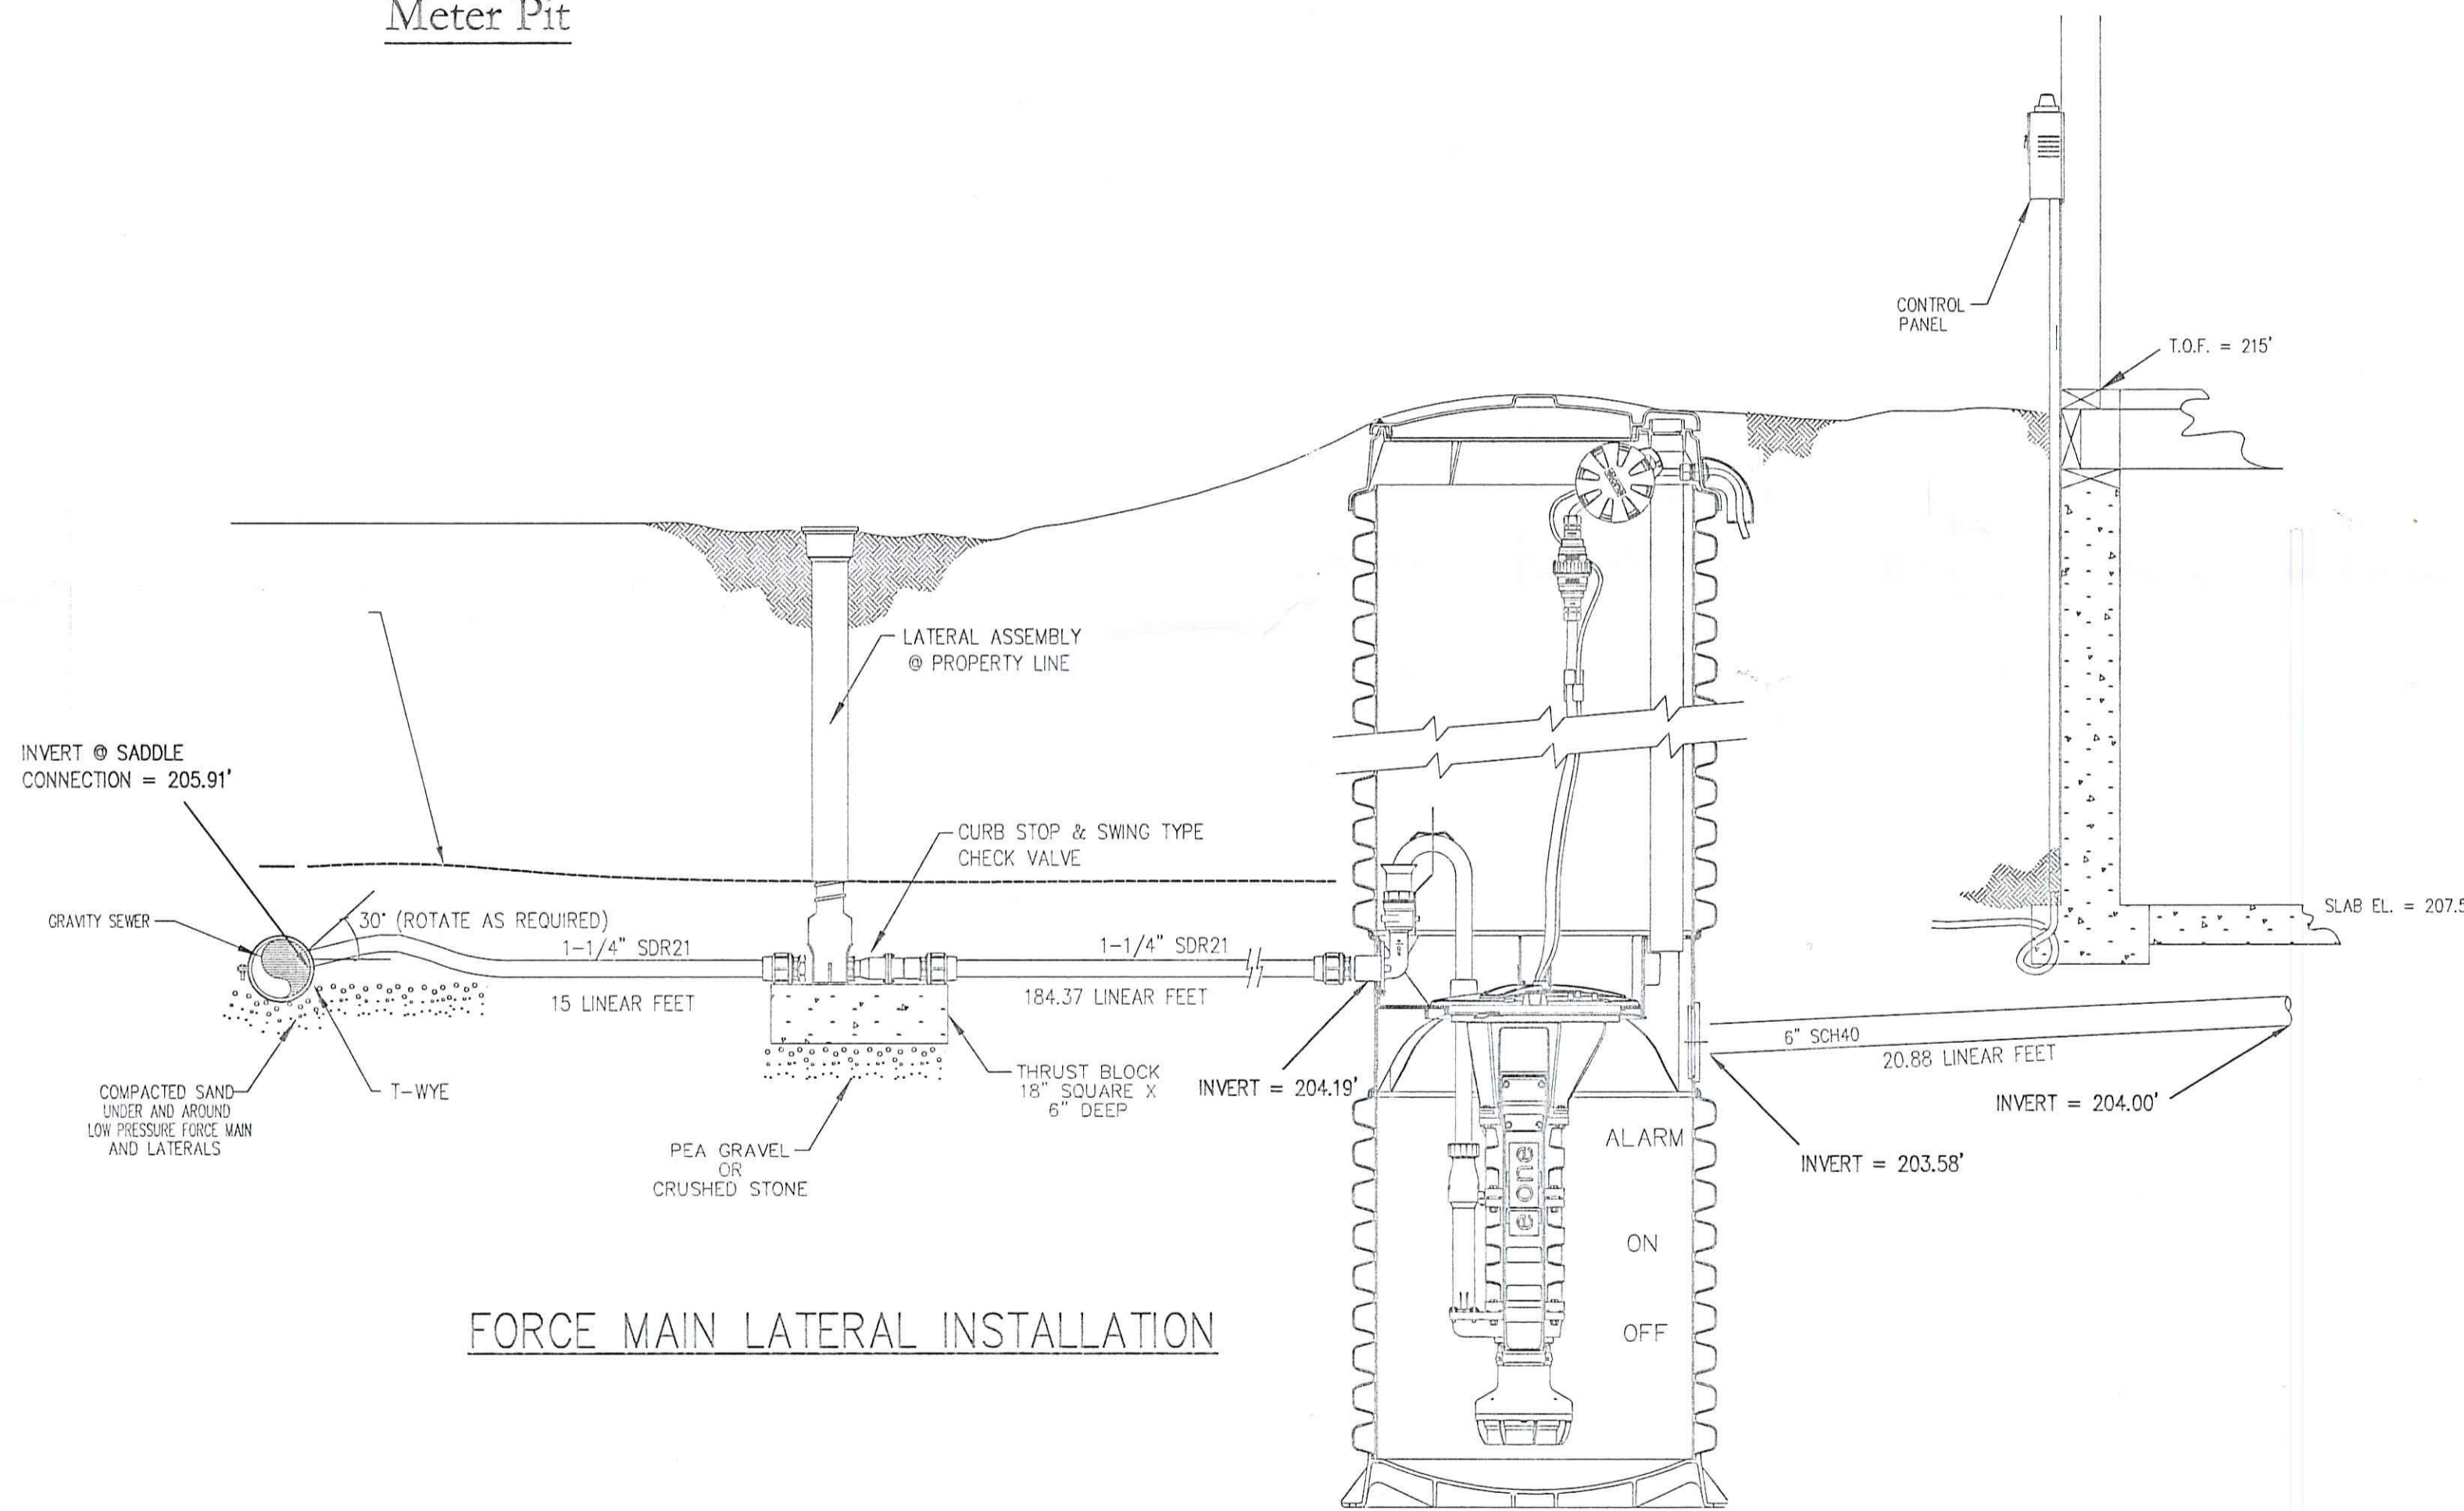 Meter Pit
CONTROL
PANEL
T.O.F. = 215'
LATERAL ASSEMBLY
@ PROPERTY LINE
INVERT @ SADDLE
CONNECTION = 205.91'
CURB STOP & SWING TYPE
CHECK VALVE
GRAVITY SEWER
30° (ROTATE AS REQUIRED)
1-1/4" SDR21
15 LINEAR FEET
1-1/4" SDR21
184.37 LINEAR FEET
SLAB EL. = 207.5
6" SCH40
20.88 LINEAR FEET
COMPACTED SAND
UNDER AND AROUND
LOW PRESSURE FORCE MAIN
AND LATERALS
T-WYE
THRUST BLOCK
18" SQUARE X
6" DEEP
INVERT = 204.19'
INVERT = 204.00'
PEA GRAVEL
OR
CRUSHED STONE
INVERT = 203.58'
ALARM
ON
OFF
e one
FORCE MAIN LATERAL INSTALLATION